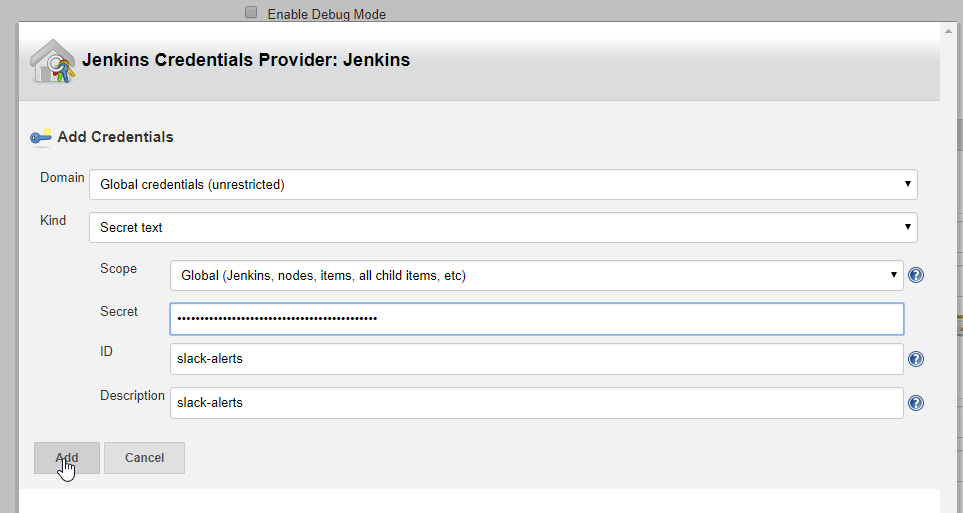 Enable Debug Mode
Jenkins Credentials Provider: Jenkins
Add Credentials
Domain
Global credentials (unrestricted)
Kind
Secret text
Scope
Global (Jenkins, nodes, items, all child items, etc)
Secret
••••••••••••••••••••••••••••••••••••••••••••
ID
slack-alerts
Description
slack-alerts
Add Cancel